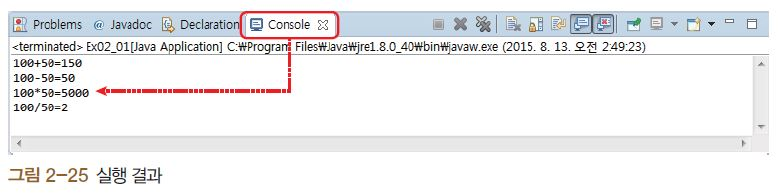 Problems @ Javadoc Declaration Console
<terminated> Ex02_01[Java Application] C:₩Program Files₩Java₩jre1.8.0_40₩bin₩javaw.exe (2015. 8. 13. 오전 2:49:23)
100+50=150
100-50=50
100*50=5000
100/50=2
그림 2-25 실행 결과